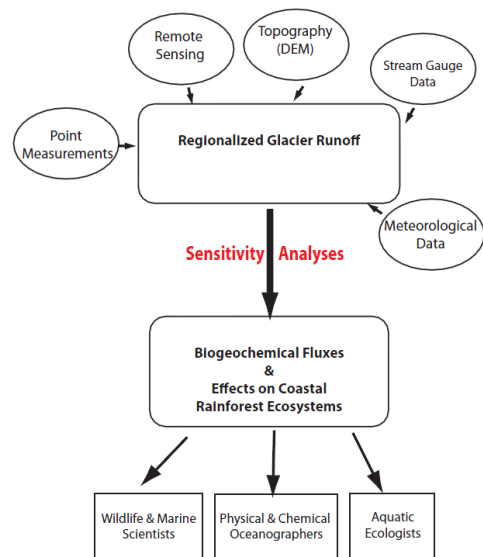 Remote
Sensing
Topography
(DEM)
Stream Gauge
Data
Point
Measurements
Regionalized Glacier Runoff
Meteorological
Data
Sensitivity Analyses
Biogeochemical Fluxes
&
Effects on Coastal
Rainforest Ecosystems
Wildlife & Marine
Scientists
Physical & Chemical
Oceanographers
Aquatic
Ecologists